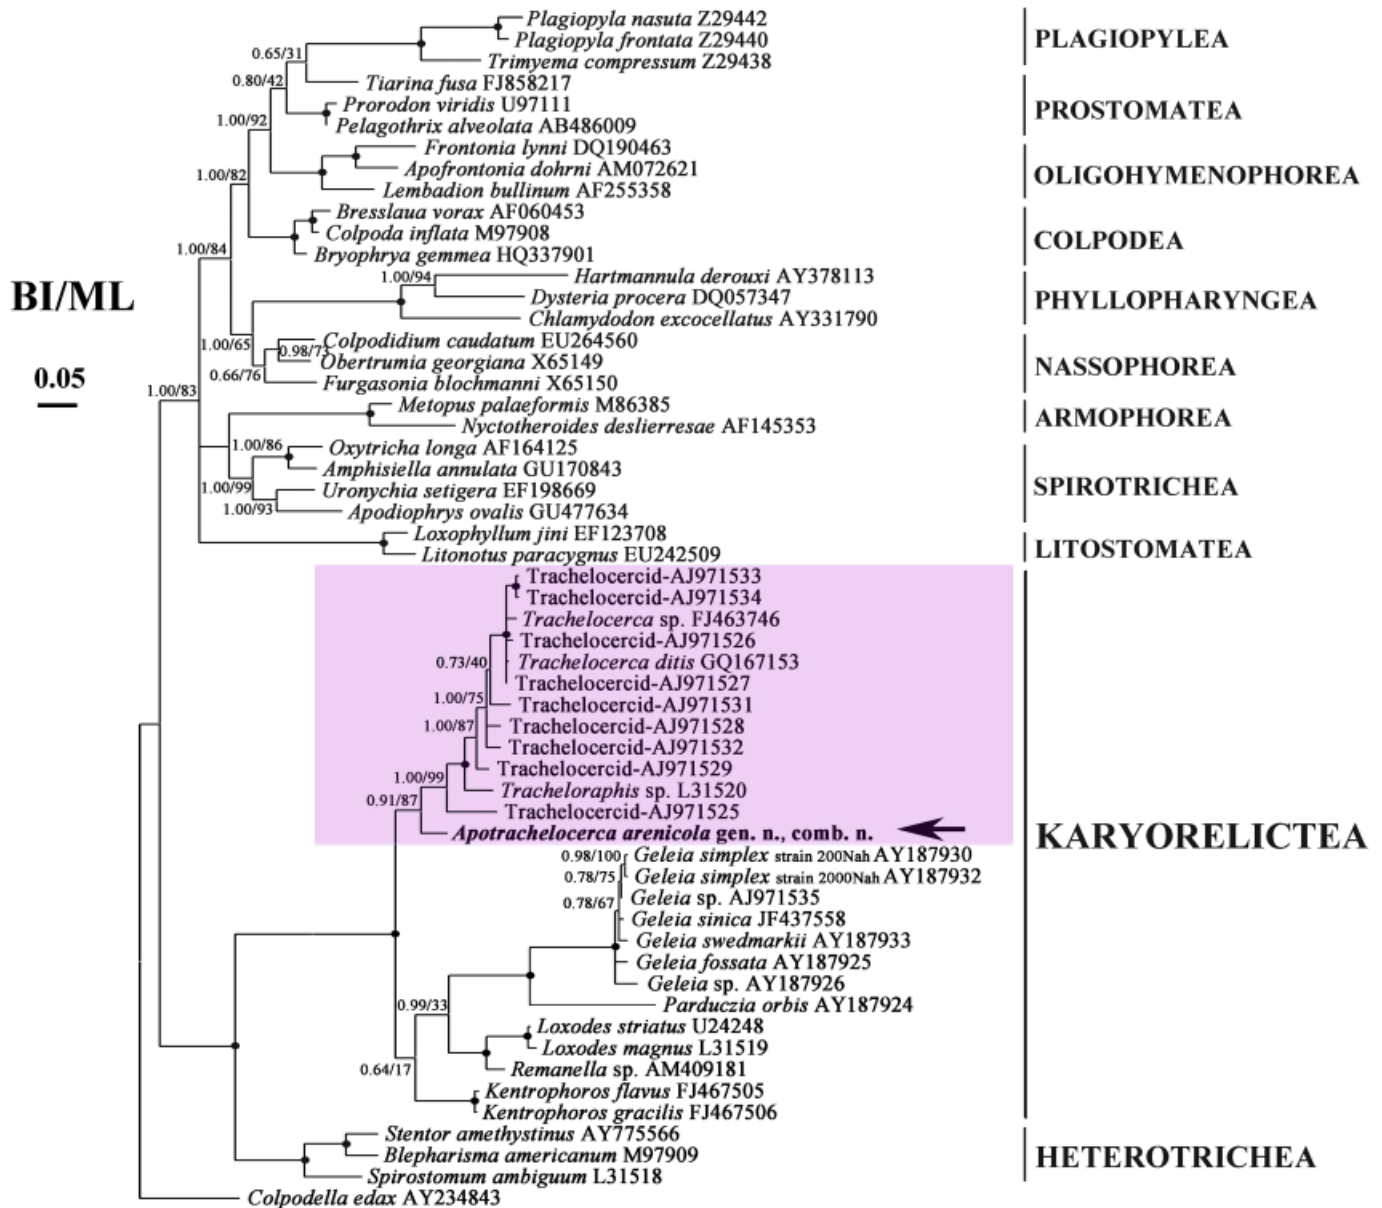 Plagiopyla nasuta Z29442
Plagiopyla frontata Z29440
PLAGIOPYLEA
0.65/31
Trimyema compressum Z29438
0.80/42
Tiarina fusa FJ858217
Prorodon viridis U97111
PROSTOMATEA
1.00/92
Pelagothrix alveolata AB486009
Frontonia lynni DQ190463
Apofrontonia dohrni AM072621
OLIGOHYMENOPHOREA
1.00/82
Lembadion bullinum AF255358
Bresslaua vorax AF060453
Colpoda inflata M97908
COLPODEA
1.00/84
Bryophrya gemmea HQ337901
1.00/94
Hartmannula derouxi AY378113
BI/ML
Dysteria procera DQ057347
PHYLLOPHARYNGEA
Chlamydodon excocellatus AY331790
1.00/65
Colpodidium caudatum EU264560
0.98/73
Obertrumia georgiana X65149
NASSOPHOREA
0.66/76
Furgasonia blochmanni X65150
0.05
1.00/83
Metopus palaeformis M86385
ARMOPHOREA
Nyctotheroides deslierresae AF145353
1.00/86
Oxytricha longa AF164125
Amphisiella annulata GU170843
SPIROTRICHEA
1.00/99
Uronychia setigera EF198669
1.00/93
Apodiophrys ovalis GU477634
Loxophyllum jini EF123708
LITOSTOMATEA
Litonotus paracygnus EU242509
Trachelocercid-AJ971533
Trachelocercid-AJ971534
Trachelocerca sp. FJ463746
Trachelocercid-AJ971526
0.73/40
Trachelocerca ditis GQ167153
Trachelocercid-AJ971527
1.00/75
Trachelocercid-AJ971531
1.00/87
Trachelocercid-AJ971528
Trachelocercid-AJ971532
Trachelocercid-AJ971529
1.00/99
Tracheloraphis sp. L31520
0.91/87
Trachelocercid-AJ971525
Apotrachelocerca arenicola gen. n., comb. n.
KARYORELICTEA
0.98/100
Geleia simplex strain 200Nah AY187930
0.78/75
Geleia simplex strain 2000Nah AY187932
0.78/67
Geleia sp. AJ971535
Geleia sinica JF437558
Geleia swedmarkii AY187933
Geleia fossata AY187925
Geleia sp. AY187926
0.99/33
Parduczia orbis AY187924
Loxodes striatus U24248
Loxodes magnus L31519
0.64/17
Remanella sp. AM409181
Kentrophoros flavus FJ467505
Kentrophoros gracilis FJ467506
Stentor amethystinus AY775566
Blepharisma americanum M97909
HETEROTRICHEA
Spirostomum ambiguum L31518
Colpodella edax AY234843